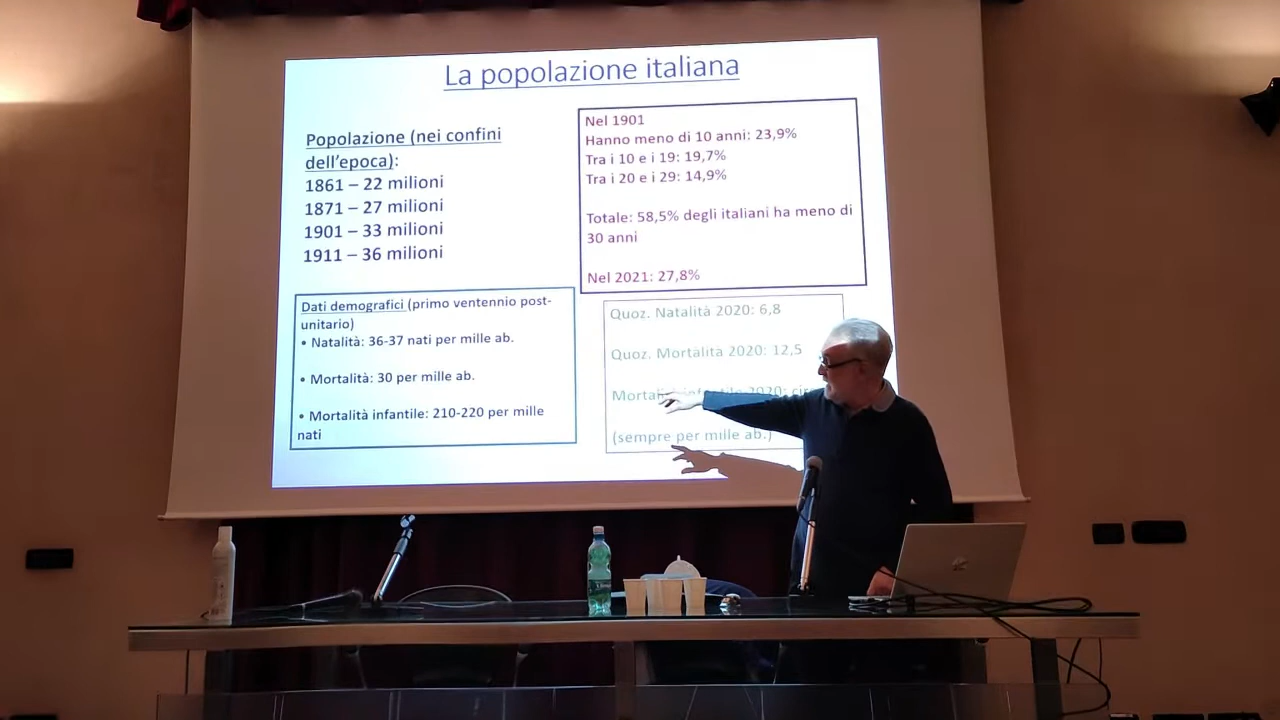 La popolazione italiana
Popolazione (nei confini
dell'epoca):
1861 – 22 milioni
1871 – 27 milioni
1901 – 33 milioni
1911 – 36 milioni
Nel 1901
Hanno meno di 10 anni: 23,9%
Tra i 10 e i 19: 19,7%
Tra i 20 e i 29: 14,9%
Totale: 58,5% degli italiani ha meno di
30 anni
Nel 2021: 27,8%
Dati demografici (primo ventennio post-
unitario)
• Natalità: 36-37 nati per mille ab.
• Mortalità: 30 per mille ab.
• Mortalità infantile: 210-220 per mille
nati
Quoz. Natalità 2020: 6,8
Quoz. Mortalità 2020: 12,5
2020:
(sempre per mille ab.)